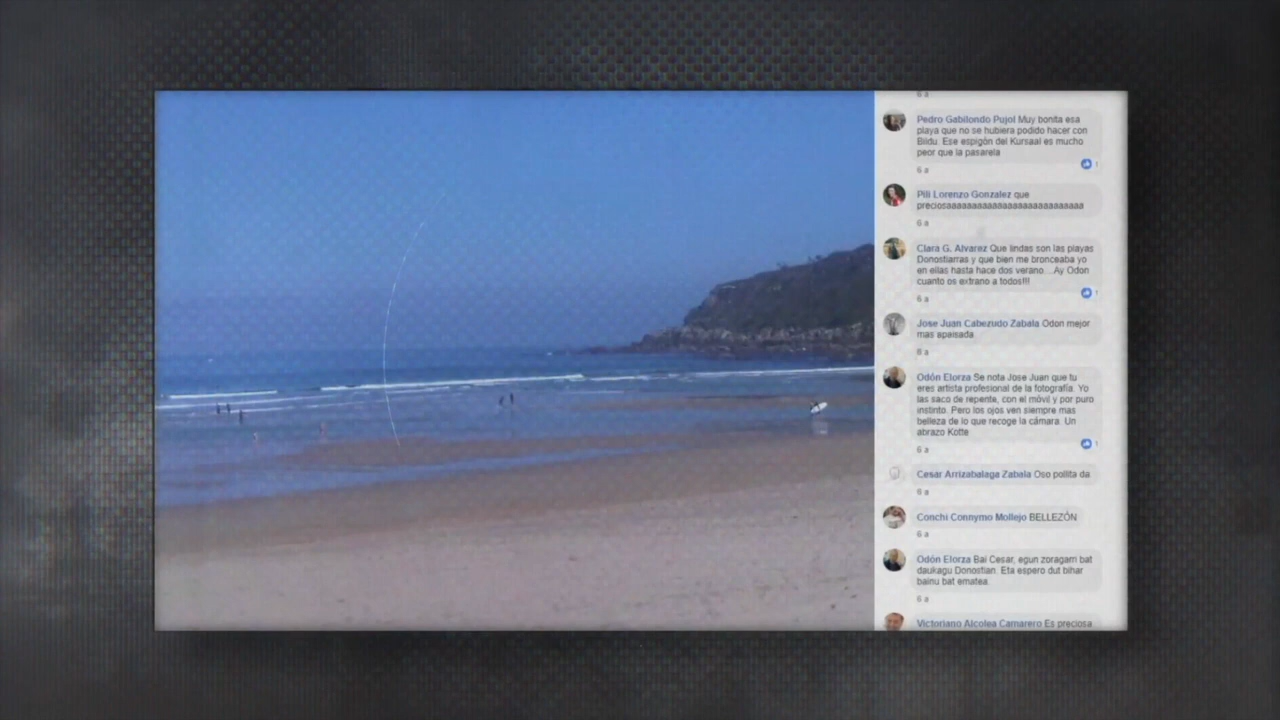 6 a
Pedro Gabilondo Pujol Muy bonita esa
playa que no se hubiera podido hacer con
Bildu. Ese espigón del Kursaal es mucho
peor que la pasarela
1
6 a
Pili Lorenzo Gonzalez que
preciosaaaaaaaaaaaaaaaaaaaaaaaaaaa
6 a
Clara G. Alvarez Que lindas son las playas
Donostiarras y que bien me bronceaba yo
en ellas hasta hace dos verano....Ay Odon
cuanto os extrano a todos!!!
1
6 a
Jose Juan Cabezudo Zabala Odon mejor
mas apaisada
6 a
Odón Elorza Se nota Jose Juan que tu
eres artista profesional de la fotografía. Yo
las saco de repente, con el móvil y por puro
instinto. Pero los ojos ven siempre mas
belleza de lo que recoge la cámara. Un
abrazo Kotte
1
6 a
Cesar Arrizabalaga Zabala Oso pollita da
6 a
Conchi Connymo Mollejo BELLEZÓN
6 a
Odón Elorza Bai Cesar, egun zoragarri bat
daukagu Donostian. Eta espero dut bihar
bainu bat ematea.
6 a
Victoriano Alcolea Camarero Es preciosa